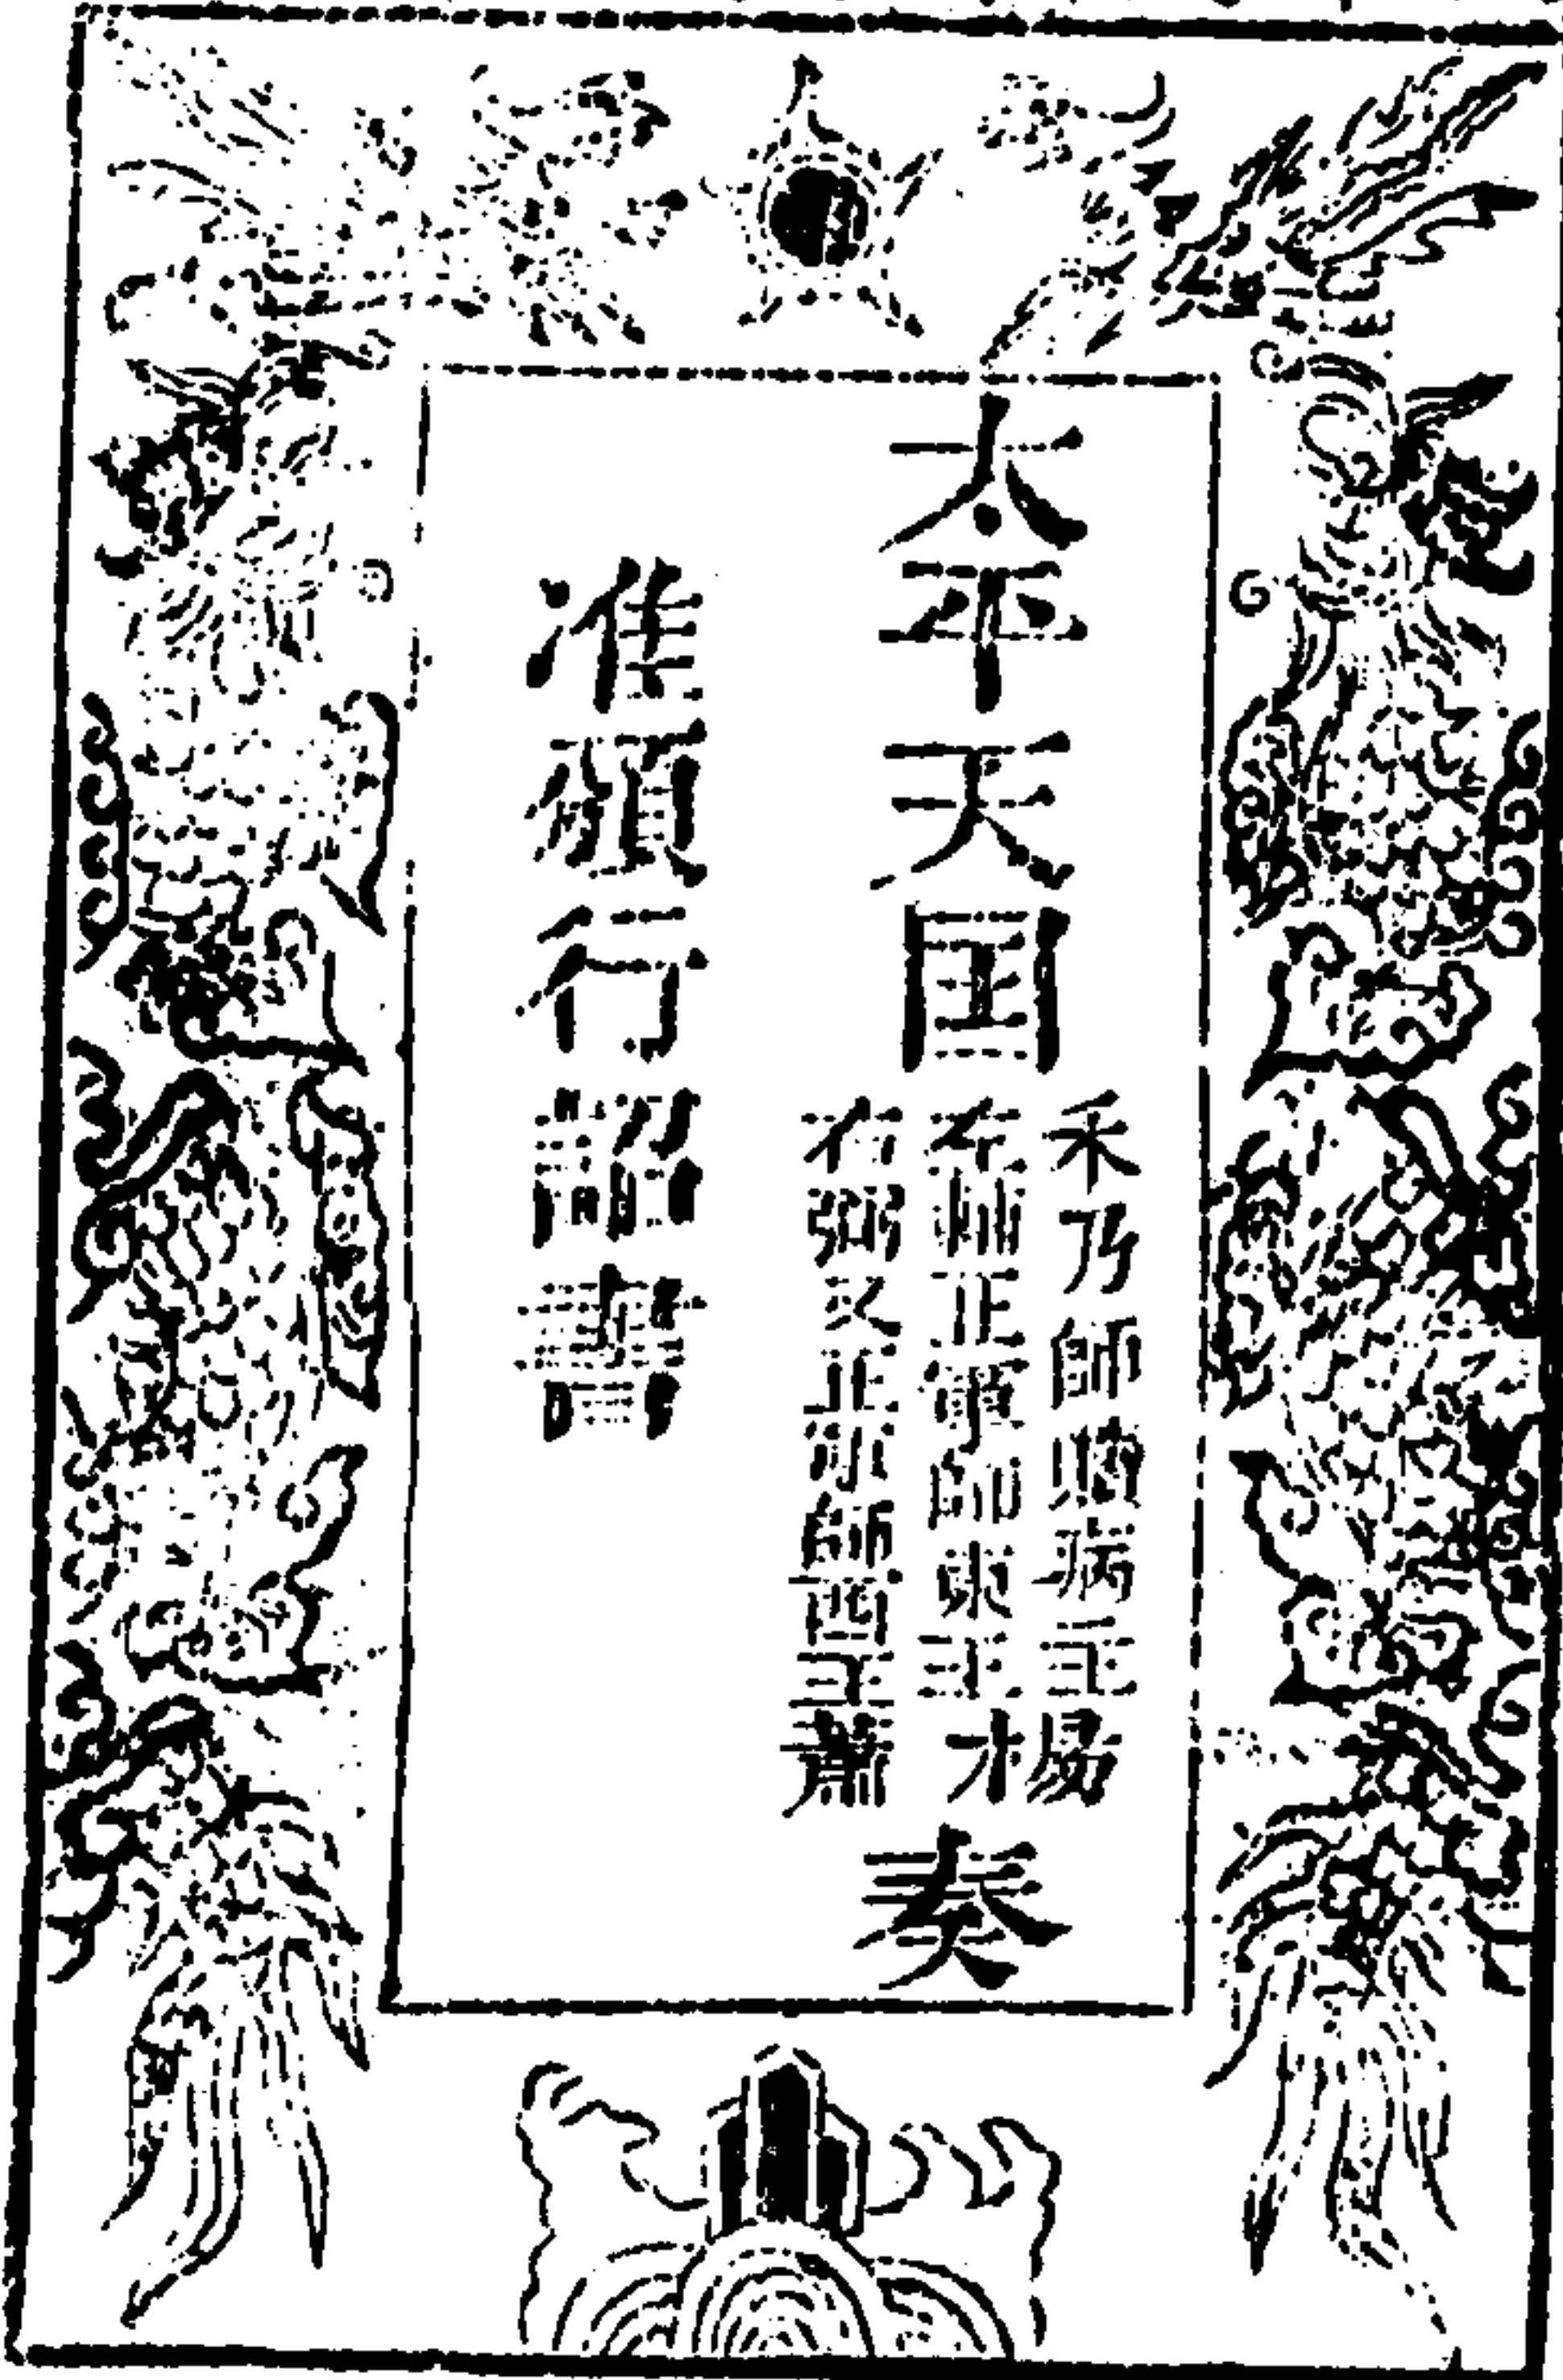 太平天囯
禾乃師贖病主
左輔正軍師東王楊
右弼又正軍師西王蕭
奏
准頒行詔書